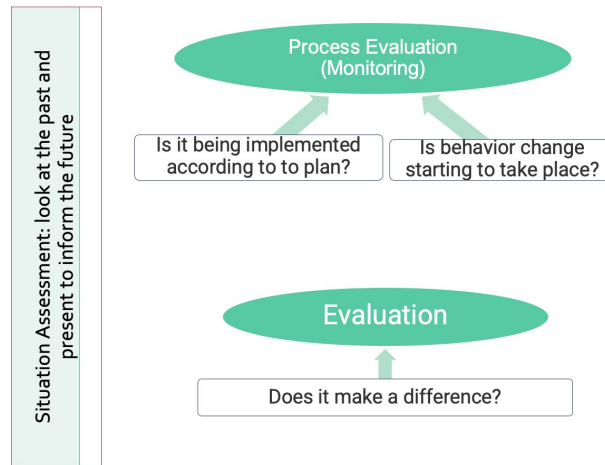 Situation Assessment: look at the past and
present to inform the future
Process Evaluation
(Monitoring)
Is it being implemented
according to to plan?
Is behavior change
starting to take place?
Evaluation
Does it make a difference?